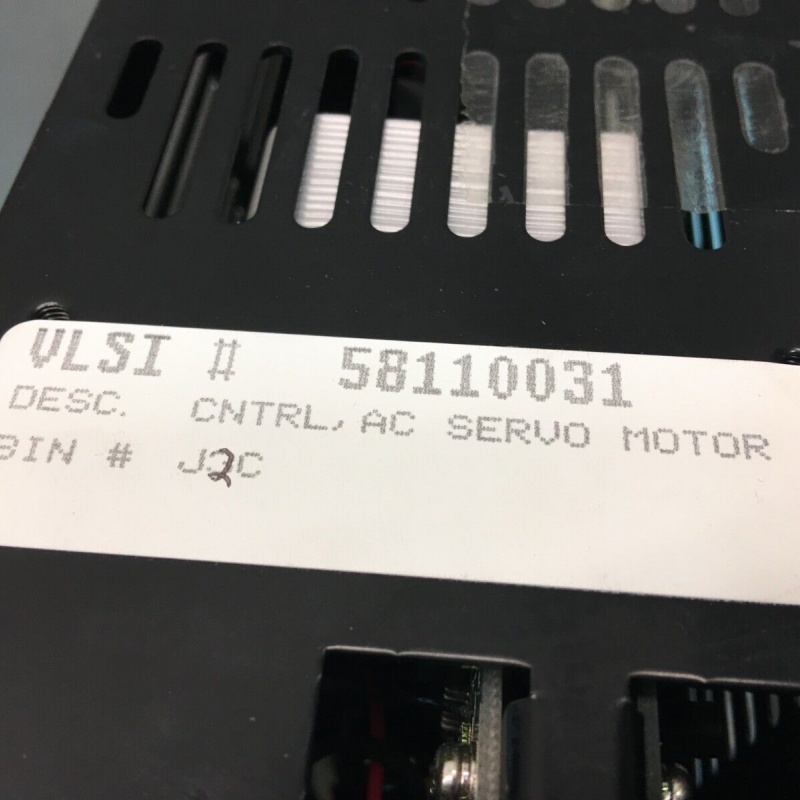 VLSI # 58110031
DESC. CNTRL, AC SERVO MOTOR
BIN # J2C